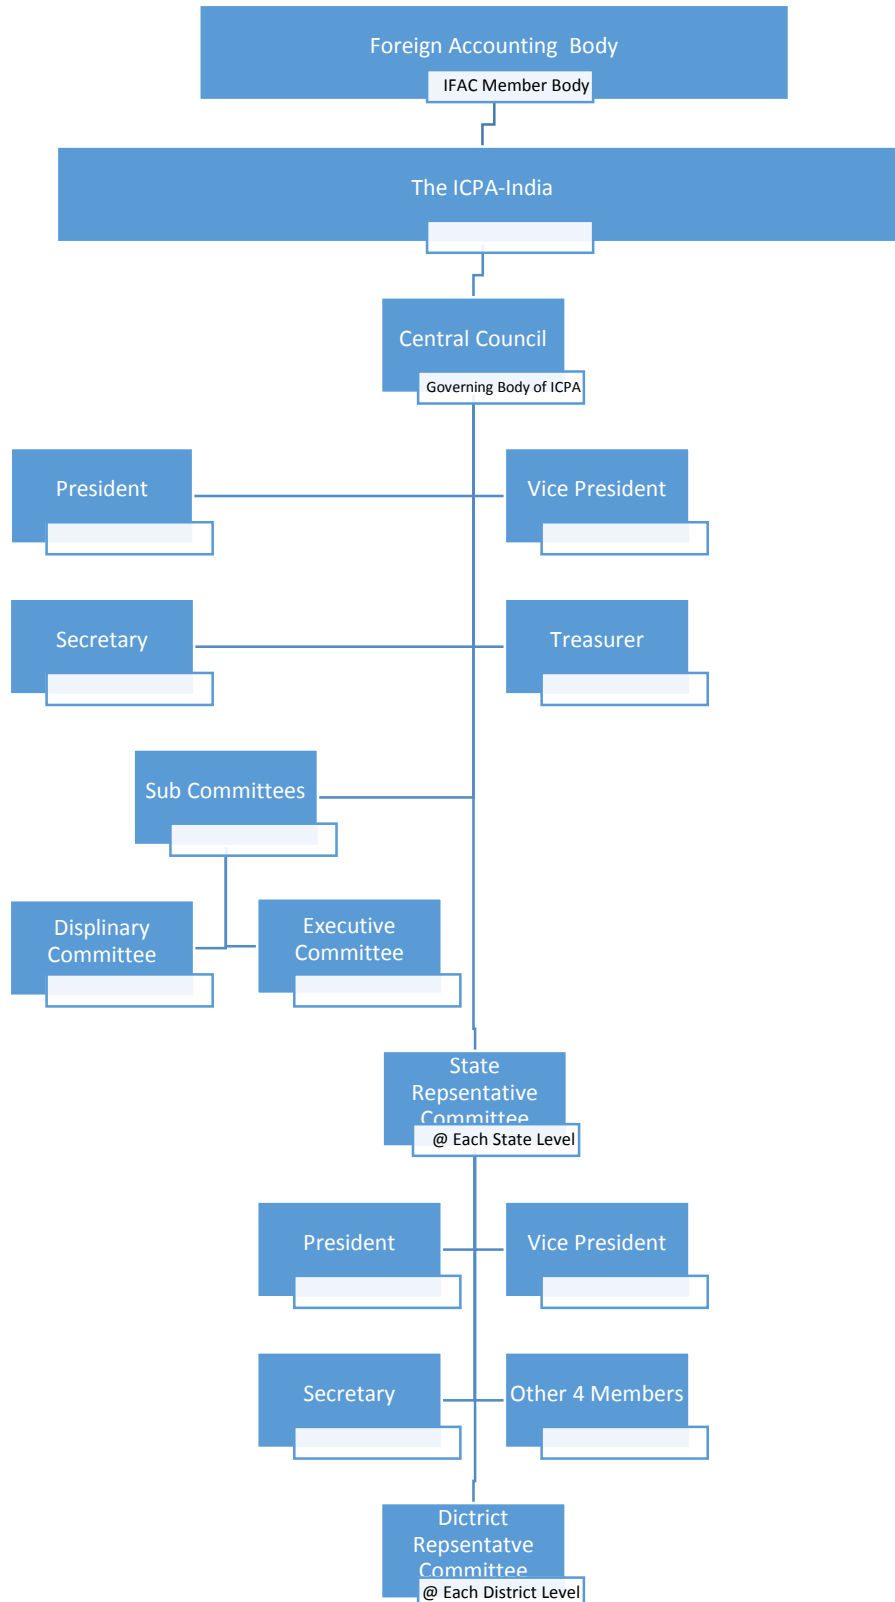 Foreign Accounting  Body
IFAC Member Body
The ICPA-India
Central Council
Governing Body of ICPA
President
Vice President
Secretary
Treasurer
Sub Committees
Displinary
Committee
Executive
Committee
State
Repsentative
Committee
@ Each State Level
President
Vice President
Secretary
Other 4 Members
Dictrict
Repsentatve
Committee
@ Each District Level